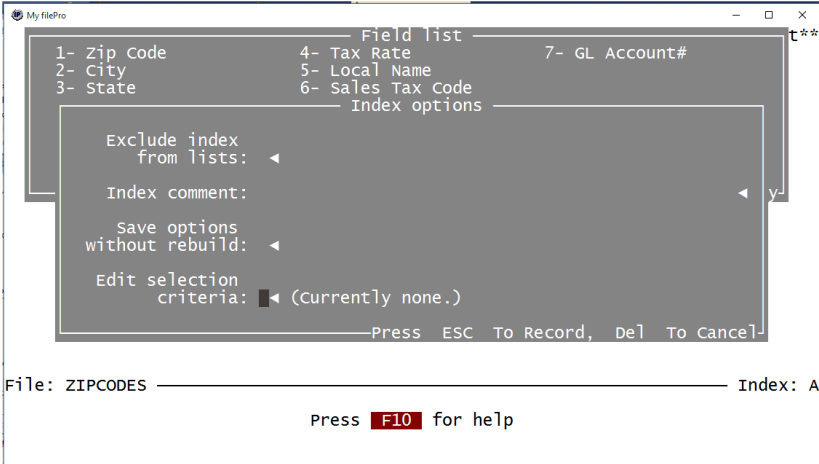 My filePro
Field list
t**
1- Zip Code 4- Tax Rate 7- GL Account#
2- City 5- Local Name
3- State 6- Sales Tax Code
Index options
Exclude index
from lists: ◄
Index comment: ◄ y
Save options
without rebuild: ◄
Edit selection
criteria: ◄ (Currently none.)
Press ESC To Record, Del To Cancel
File: ZIPCODES Index: A
Press F10 for help